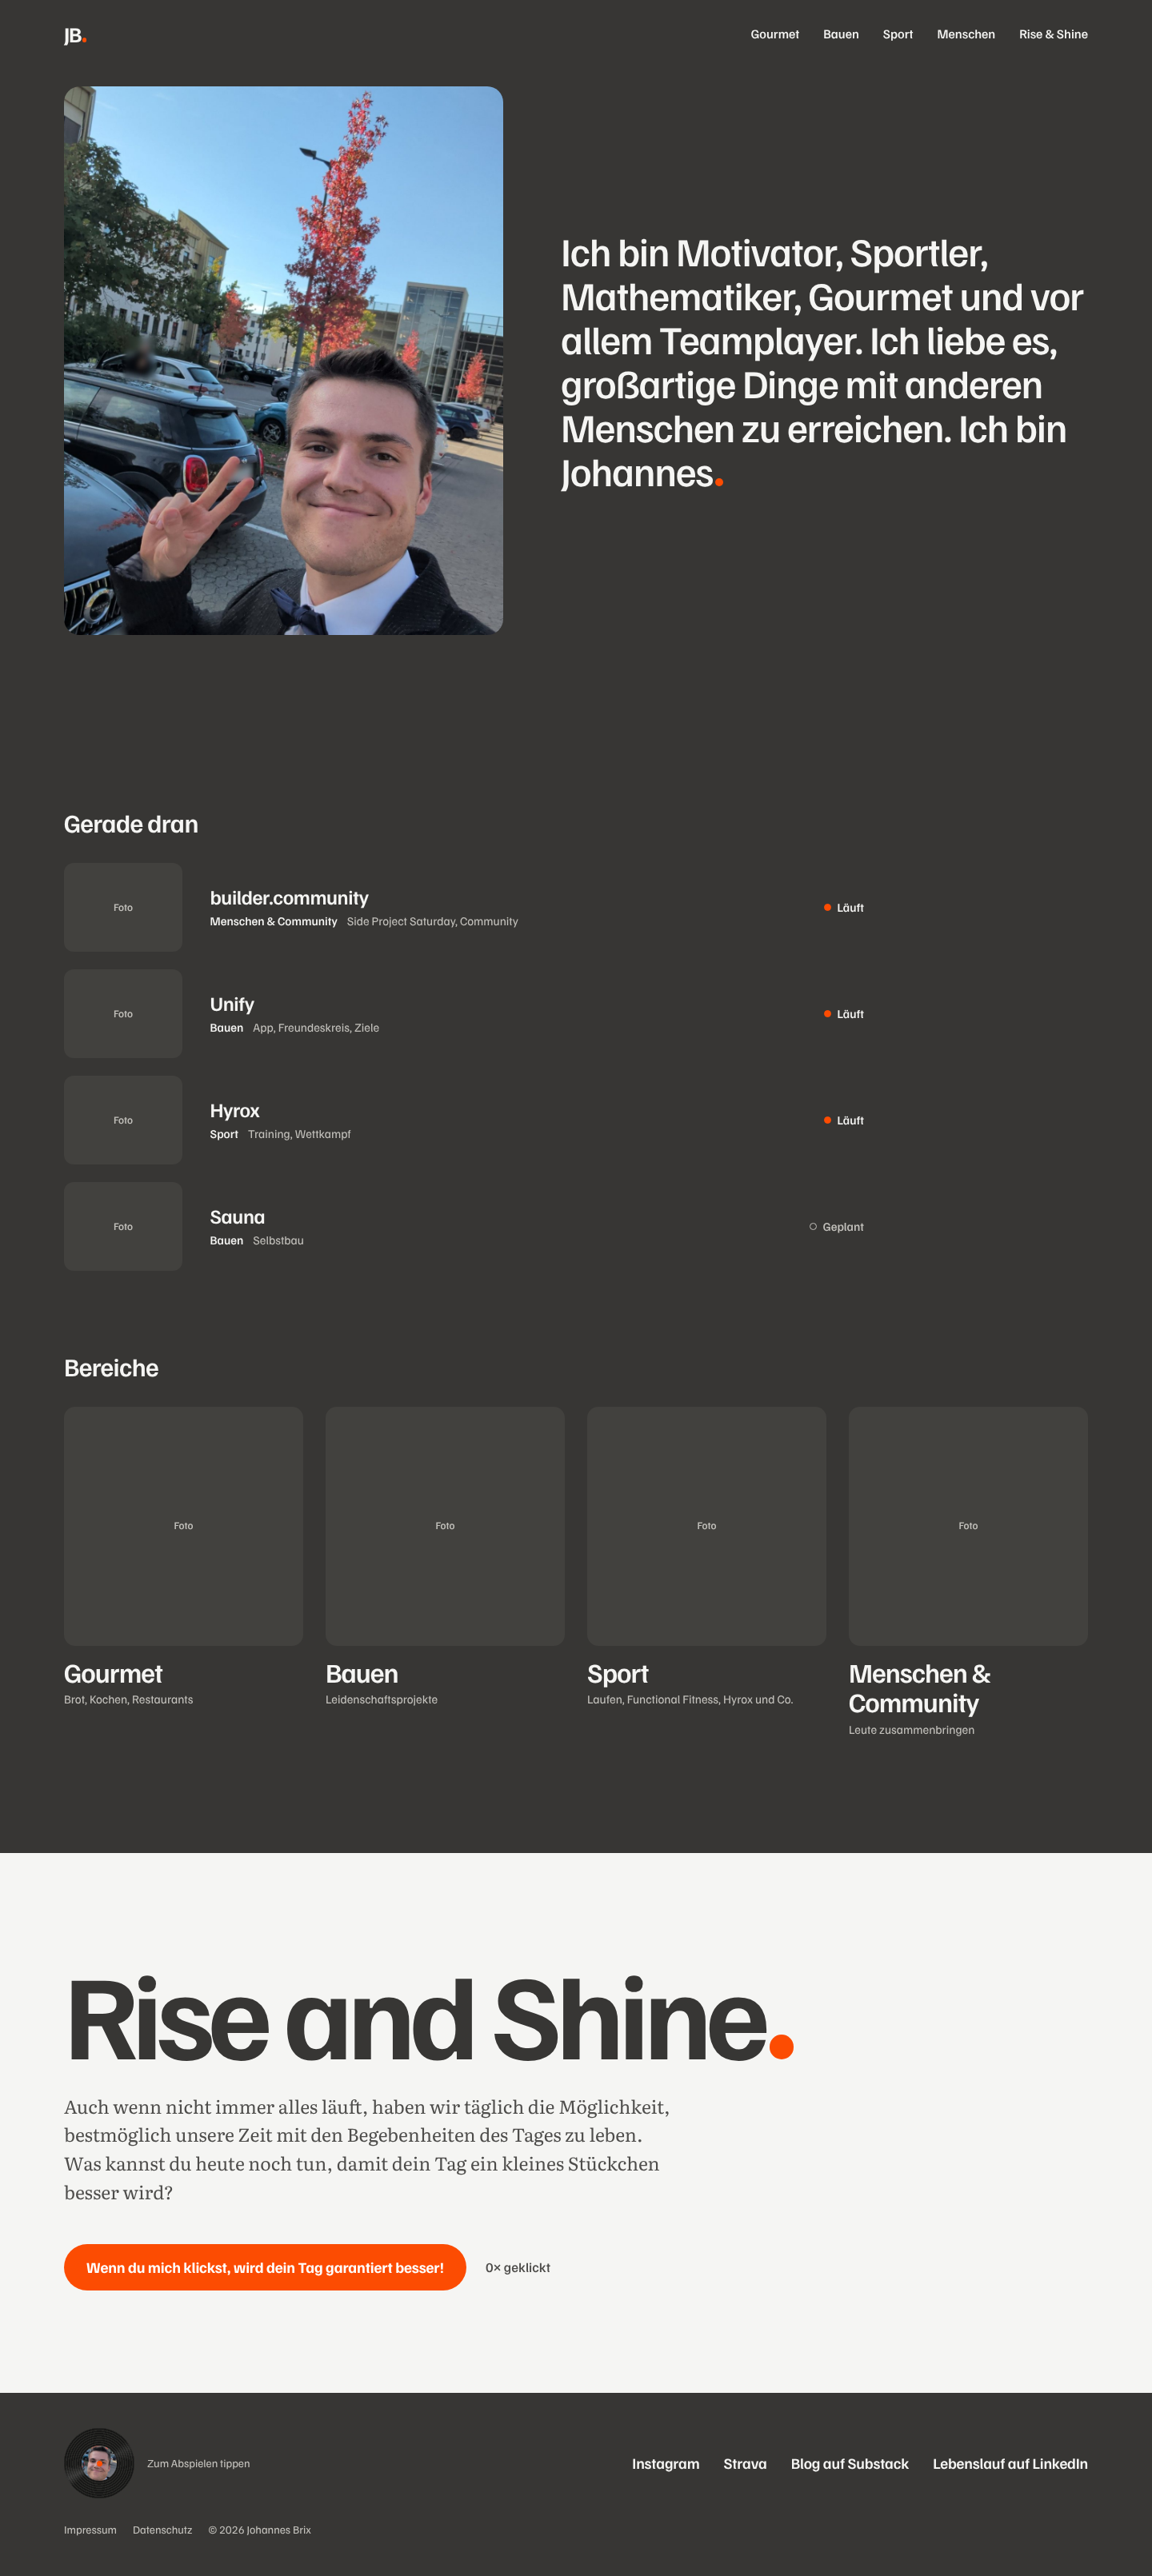 JB.
Gourmet Bauen Sport Menschen Rise & Shine
Ich bin Motivator, Sportler,
Mathematiker, Gourmet und vor
allem Teamplayer. Ich liebe es,
großartige Dinge mit anderen
Menschen zu erreichen. Ich bin
Johannes.
Gerade dran
Foto
builder.community
Menschen & Community Side Project Saturday, Community
Läuft
Foto
Unify
Bauen App, Freundeskreis, Ziele
Läuft
Foto
Hyrox
Sport Training, Wettkampf
Läuft
Foto
Sauna
Bauen Selbstbau
Geplant
Bereiche
Foto
Gourmet
Brot, Kochen, Restaurants
Foto
Bauen
Leidenschaftsprojekte
Foto
Sport
Laufen, Functional Fitness, Hyrox und Co.
Foto
Menschen &
Community
Leute zusammenbringen
Rise and Shine.
Auch wenn nicht immer alles läuft, haben wir täglich die Möglichkeit,
bestmöglich unsere Zeit mit den Begebenheiten des Tages zu leben.
Was kannst du heute noch tun, damit dein Tag ein kleines Stückchen
besser wird?
Wenn du mich klickst, wird dein Tag garantiert besser!
0× geklickt
Zum Abspielen tippen
Instagram Strava Blog auf Substack Lebenslauf auf LinkedIn
Impressum Datenschutz © 2026 Johannes Brix